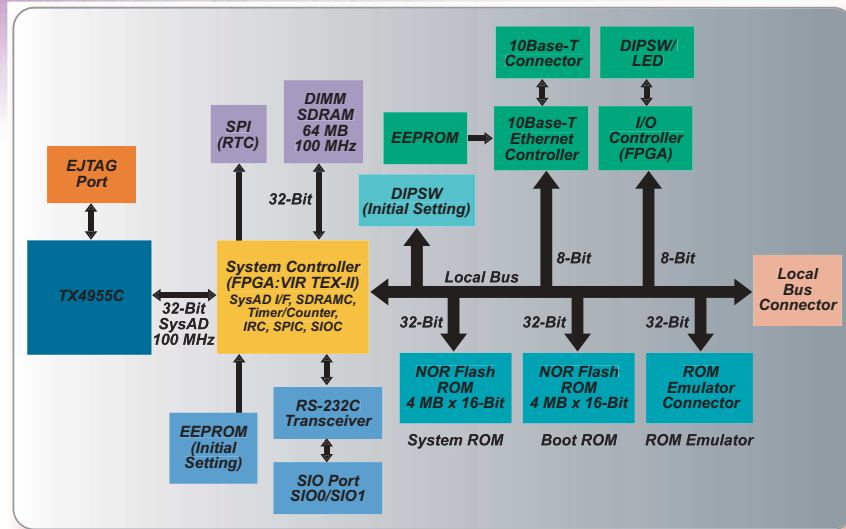 10Base-T
Connector
DIPSW/
LED
DIMM
SDRAM
64 MB
100 MHz
SPI
(RTC)
EEPROM
10Base-T
Ethernet
Controller
I/O
Controller
(FPGA)
EJTAG
Port
32-Bit
DIPSW
(Initial Setting)
TX4955C
32-Bit
SysAD
100 MHz
System Controller
(FPGA:VIR TEX-II)
SysAD I/F, SDRAMC,
Timer/Counter,
IRC, SPIC, SIOC
8-Bit
8-Bit
Local Bus
Local
Bus
Connector
32-Bit
32-Bit
32-Bit
NOR Flash
ROM
4 MB x 16-Bit
NOR Flash
ROM
4 MB x 16-Bit
ROM
Emulator
Connector
EEPROM
(Initial
Setting)
RS-232C
Transceiver
System ROM
Boot ROM
ROM Emulator
SIO Port
SIO0/SIO1